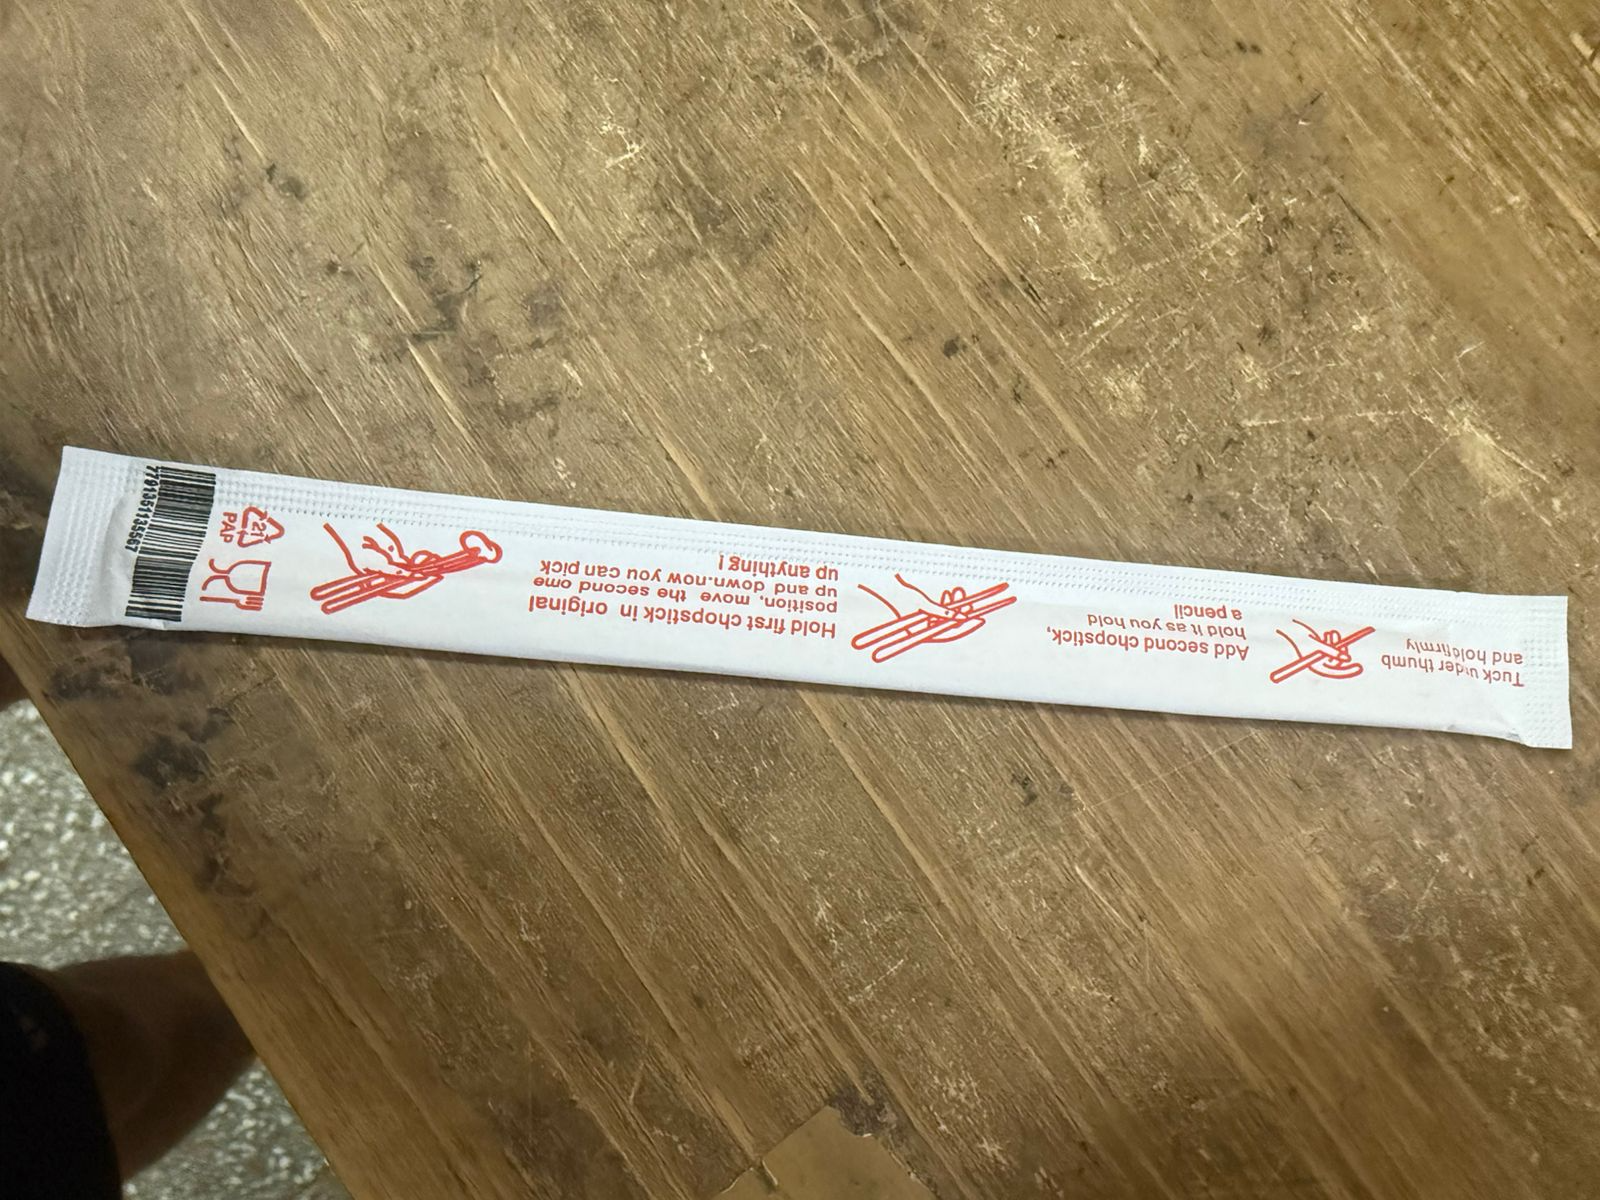 Tuck under thumb
and hold firmly
Add second chopstick,
hold it as you hold
a pencil
Hold first chopstick in original
position, move the second ome
up and down.now you can pick
up anything !
21
PAP
7791351135567